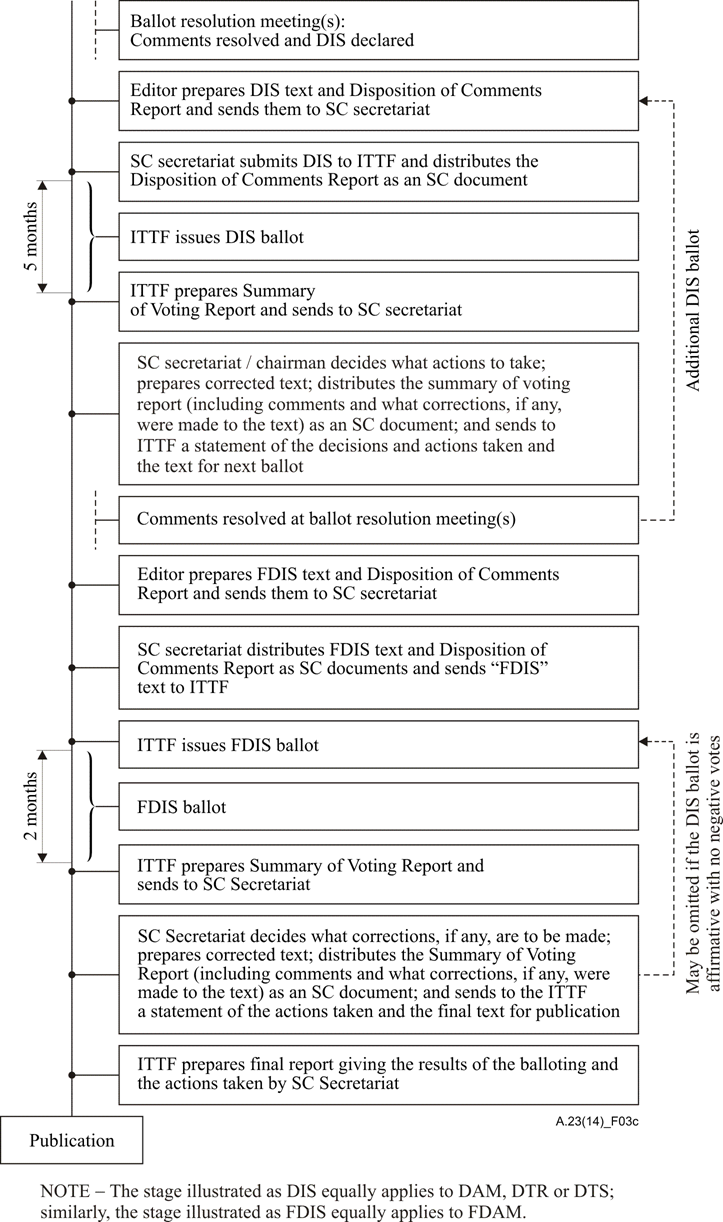 Ballot resolution meeting(s):
Comments resolved and DIS declared
Editor prepares DIS text and Disposition of Comments
Report and sends them to SC secretariat
SC secretariat submits DIS to ITTF and distributes the
Disposition of Comments Report as an SC document
5 months
ITTF issues DIS ballot
ITTF prepares Summary
of Voting Report and sends to SC secretariat
Additional DIS ballot
SC secretariat / chairman decides what actions to take;
prepares corrected text; distributes the summary of voting
report (including comments and what corrections, if any,
were made to the text) as an SC document; and sends to
ITTF a statement of the decisions and actions taken and
the text for next ballot
Comments resolved at ballot resolution meeting(s)
Editor prepares FDIS text and Disposition of Comments
Report and sends them to SC secretariat
SC secretariat distributes FDIS text and Disposition of
Comments Report as SC documents and sends “FDIS”
text to ITTF
ITTF issues FDIS ballot
2 months
FDIS ballot
ITTF prepares Summary of Voting Report and
sends to SC Secretariat
May be omitted if the DIS ballot is
affirmative with no negative votes
SC Secretariat decides what corrections, if any, are to be made;
prepares corrected text; distributes the Summary of Voting
Report (including comments and what corrections, if any, were
made to the text) as an SC document; and sends to the ITTF
a statement of the actions taken and the final text for publication
ITTF prepares final report giving the results of the balloting and
the actions taken by SC Secretariat
A.23(14)_F03c
Publication
NOTE – The stage illustrated as DIS equally applies to DAM, DTR or DTS;
similarly, the stage illustrated as FDIS equally applies to FDAM.